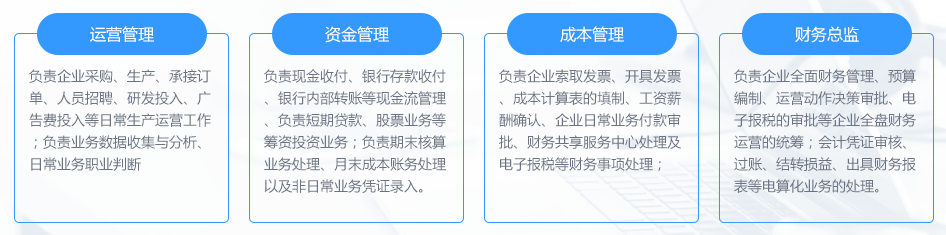 运营管理
负责企业采购、生产、承接订
单、人员招聘、研发投入、广
告费投入等日常生产运营工作
；负责业务数据收集与分析、
日常业务职业判断
资金管理
负责现金收付、银行存款收付
、银行内部转账等现金流管理
、负责短期贷款、股票业务等
筹资投资业务；负责期末核算
业务处理、月末成本账务处理
以及非日常业务凭证录入。
成本管理
负责企业索取发票、开具发票
、成本计算表的填制、工资薪
酬确认、企业日常业务付款审
批、财务共享服务中心处理及
电子报税等财务事项处理；
财务总监
负责企业全面财务管理、预算
编制、运营动作决策审批、电
子报税的审批等企业全盘财务
运营的统筹；会计凭证审核、
过账、结转损益、出具财务报
表等电算化业务的处理。